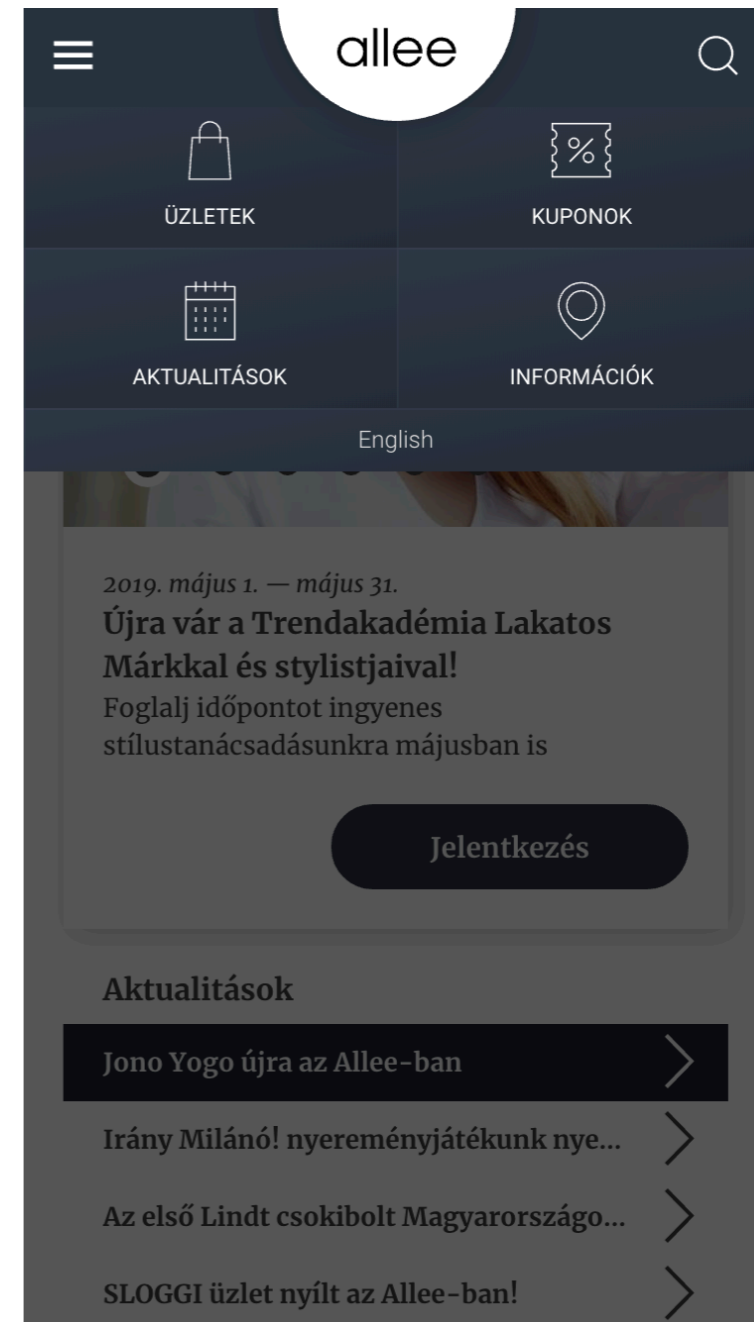 allee
ÜZLETEK
KUPONOK
AKTUALITÁSOK
INFORMÁCIÓK
English
2019. május 1. — május 31.
Újra vár a Trendakadémia Lakatos
Márkkal és stylistjaival!
Foglalj időpontot ingyenes
stílustanácsadásunkra májusban is
Jelentkezés
Aktualitások
Jono Yogo újra az Allee-ban
Irány Milánó! nyereményjátékunk nye...
Az első Lindt csokibolt Magyarországo...
SLOGGI üzlet nyílt az Allee-ban!